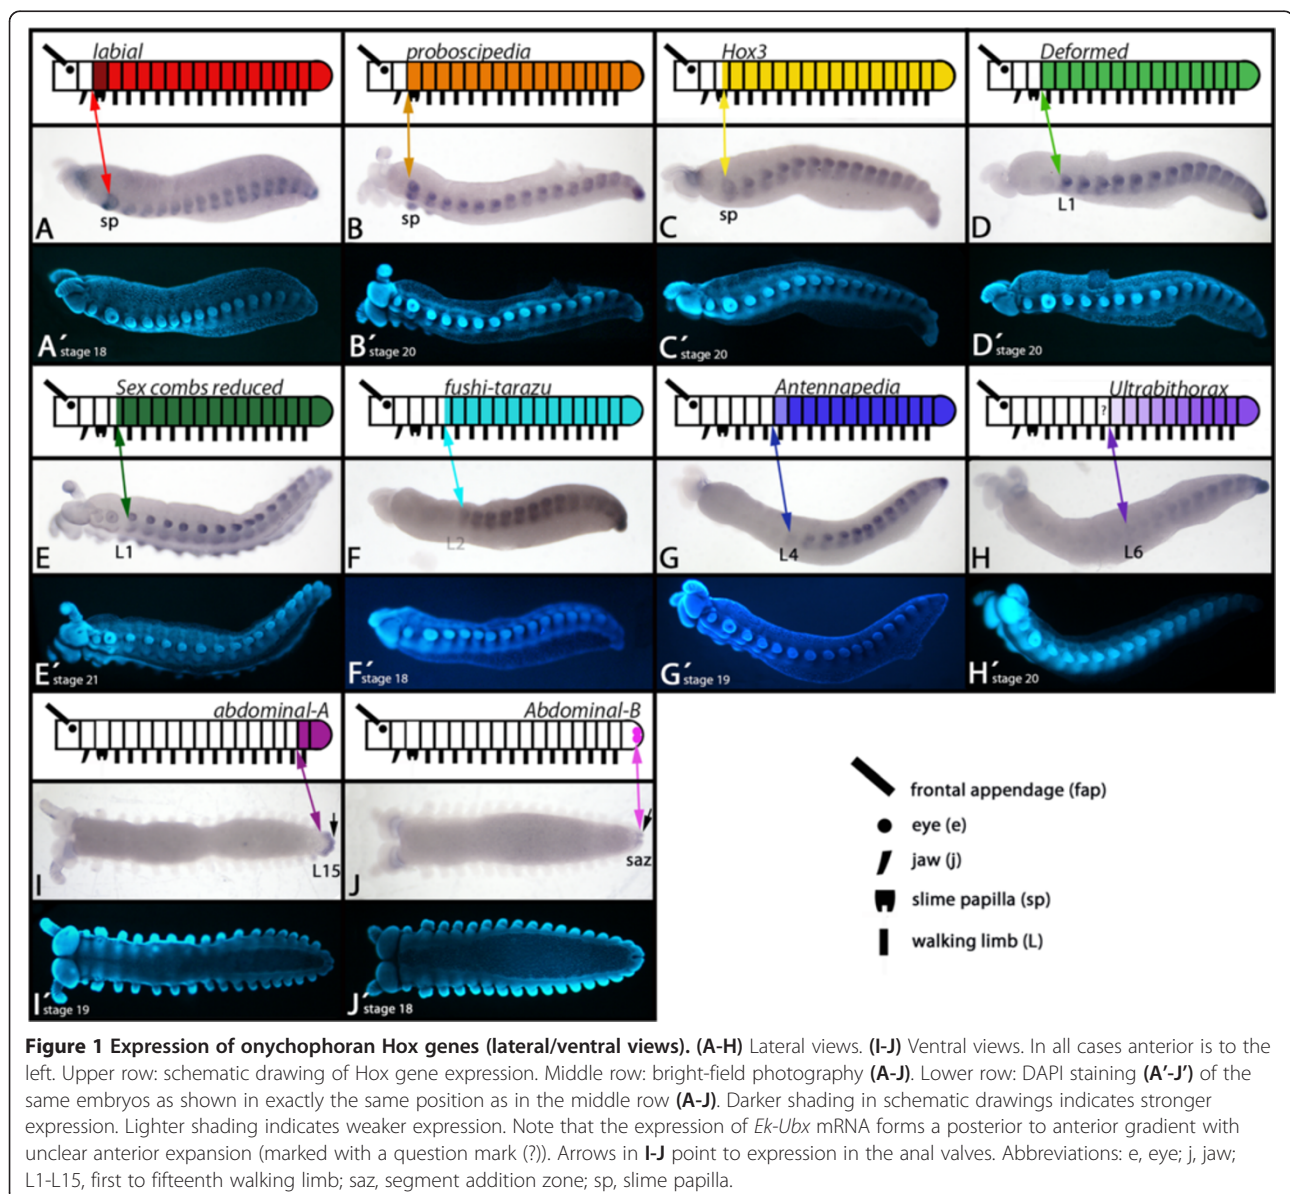 labial
proboscipedia
Hox3
Deformed
sp
A
sp
B
sp
C
L1
D
A´ stage 18
B´ stage 20
C´ stage 20
D´ stage 20
Sex combs reduced
fushi-tarazu
Antennapedia
Ultrabithorax
?
L1
E
L2
F
L4
G
L6
H
E´ stage 21
F´ stage 18
G´ stage 19
H´ stage 20
abdominal-A
Abdominal-B
L15
I
saz
J
I´ stage 19
J´ stage 18
frontal appendage (fap)
eye (e)
jaw (j)
slime papilla (sp)
walking limb (L)
Figure 1 Expression of onychophoran Hox genes (lateral/ventral views). (A-H) Lateral views. (I-J) Ventral views. In all cases anterior is to the
left. Upper row: schematic drawing of Hox gene expression. Middle row: bright-field photography (A-J). Lower row: DAPI staining (A’-J’) of the
same embryos as shown in exactly the same position as in the middle row (A-J). Darker shading in schematic drawings indicates stronger
expression. Lighter shading indicates weaker expression. Note that the expression of Ek-Ubx mRNA forms a posterior to anterior gradient with
unclear anterior expansion (marked with a question mark (?)). Arrows in I-J point to expression in the anal valves. Abbreviations: e, eye; j, jaw;
L1-L15, first to fifteenth walking limb; saz, segment addition zone; sp, slime papilla.